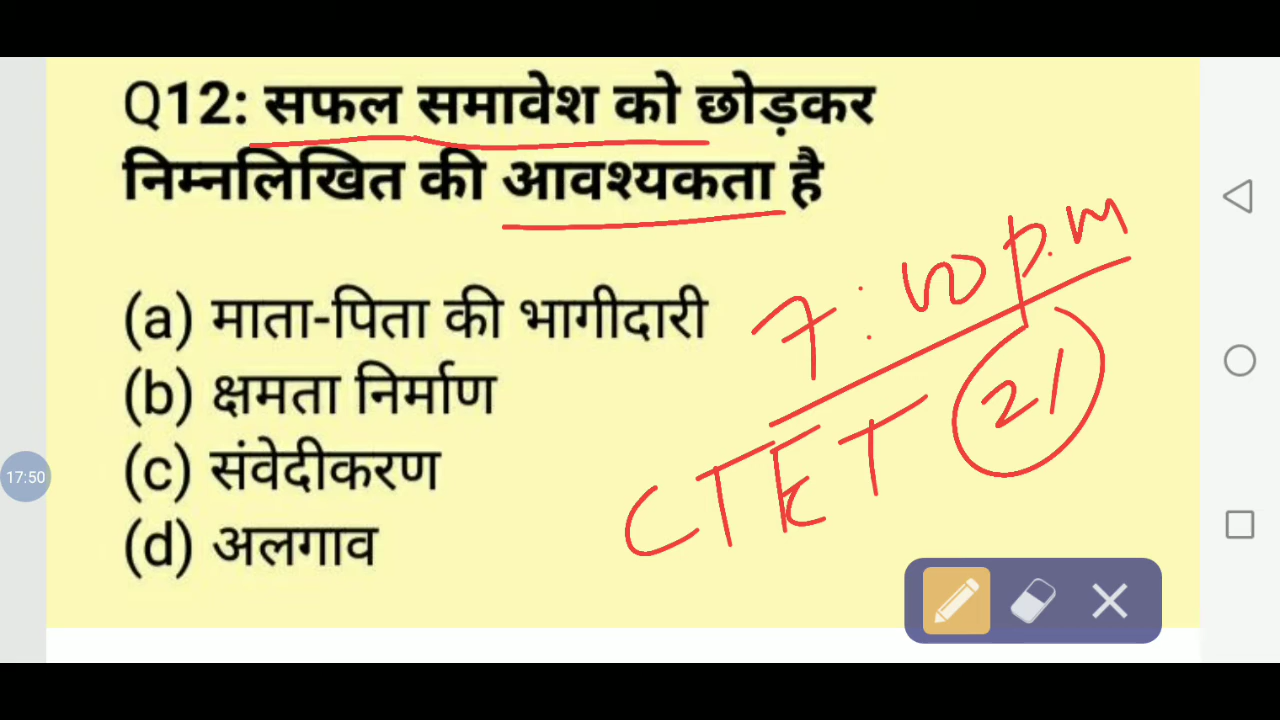 Q12: सफल समावेश को छोड़कर
निम्नलिखित की आवश्यकता है
7:00 p.m
(a) माता-पिता की भागीदारी
(b) क्षमता निर्माण
21
(c) संवेदीकरण
CTET
17:50
(d) अलगाव